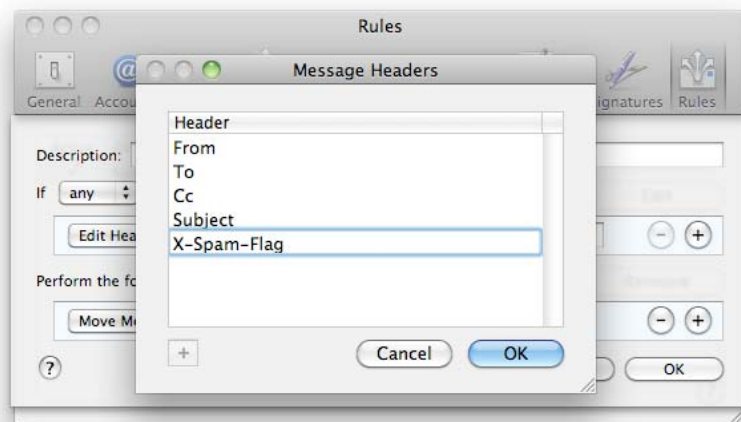 Rules
Message Headers
General Accou ignatures Rules
Header
From
To
Cc
Subject
X-Spam-Flag
Description:
If any
Edit Hea
Perform the fo
Move Me
+
Cancel OK
? OK